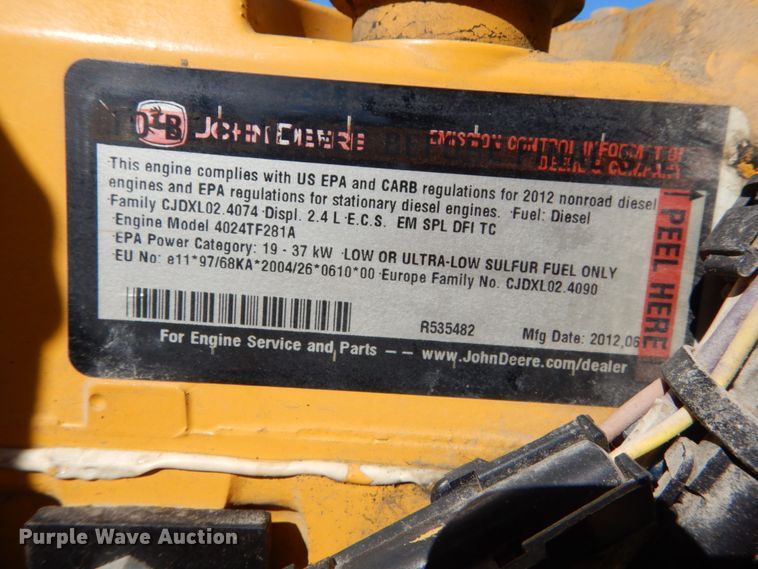 JOHN DEERE EMISSION CONTROL INFORMATION
This engine complies with US EPA and CARB regulations for 2012 nonroad diesel
engines and EPA regulations for stationary diesel engines. Fuel: Diesel
Family CJDXL02.4074 Displ. 2.4 L E.C.S. EM SPL DFI TC
Engine Model 4024TF281A
EPA Power Category: 19 - 37 kW LOW OR ULTRA-LOW SULFUR FUEL ONLY
EU No: e11*97/68KA*2004/26*0610*00 Europe Family No. CJDXL02.4090
R535482 Mfg Date: 2012,06
For Engine Service and Parts -- www.JohnDeere.com/dealer
PEEL HERE
Purple Wave Auction